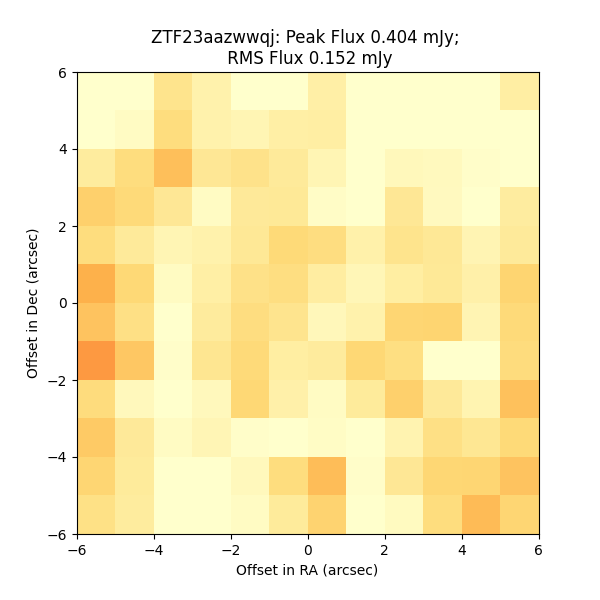 ZTF23aazwwqj: Peak Flux 0.404 mJy;
RMS Flux 0.152 mJy
6
4
2
0
−2
−4
−6
Offset in Dec (arcsec)
−6 −4 −2 0 2 4 6
Offset in RA (arcsec)